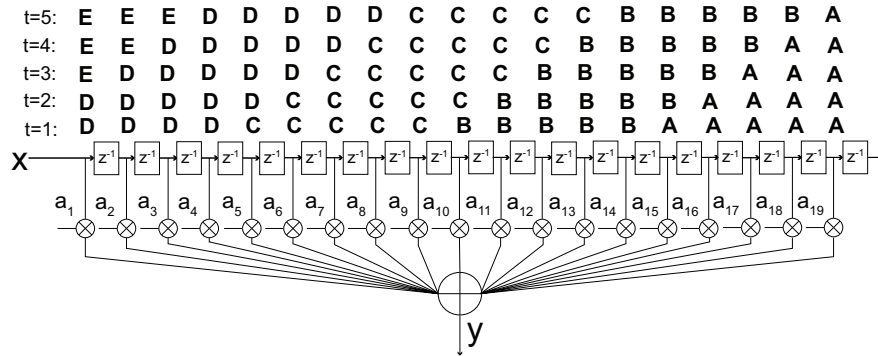 t=5: E E E D D D D D C C C C C B B B B B A
t=4: E E D D D D D C C C C C B B B B B A A
t=3: E D D D D D C C C C C B B B B B A A A
t=2: D D D D D C C C C C B B B B B A A A A
t=1: D D D D C C C C C B B B B B A A A A A
x z⁻¹ z⁻¹ z⁻¹ z⁻¹ z⁻¹ z⁻¹ z⁻¹ z⁻¹ z⁻¹ z⁻¹ z⁻¹ z⁻¹ z⁻¹ z⁻¹ z⁻¹ z⁻¹ z⁻¹ z⁻¹ z⁻¹
a₁ a₂ a₃ a₄ a₅ a₆ a₇ a₈ a₉ a₁₀ a₁₁ a₁₂ a₁₃ a₁₄ a₁₅ a₁₆ a₁₇ a₁₈ a₁₉
y